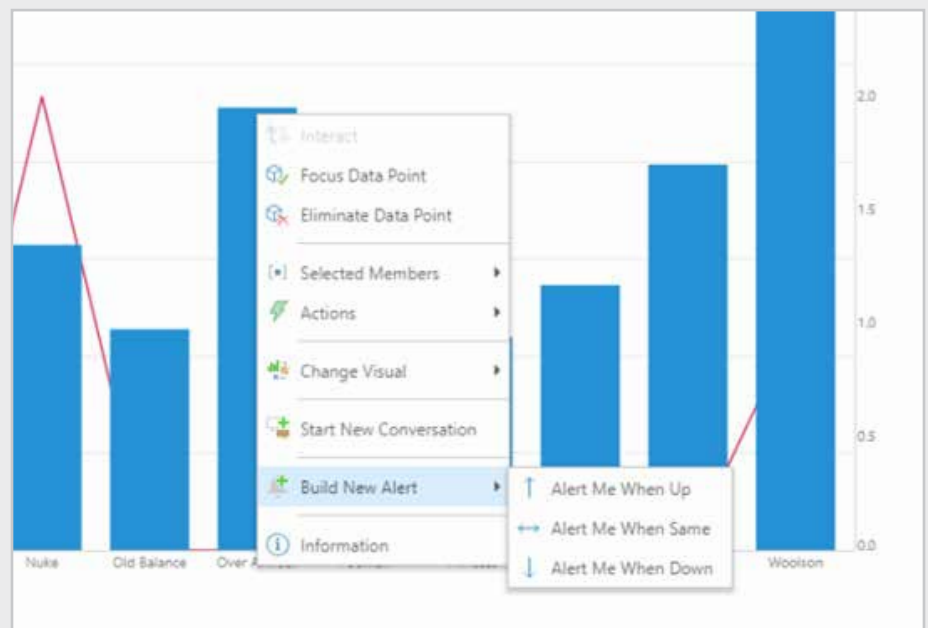 2.0
Interact
Focus Data Point
1.5
Eliminate Data Point
Selected Members
Actions
1.0
Change Visual
Start New Conversation
0.5
Build New Alert
Alert Me When Up
Alert Me When Same
Information
0.0
Nuke
Old Balance
Over
Woolson
Alert Me When Down